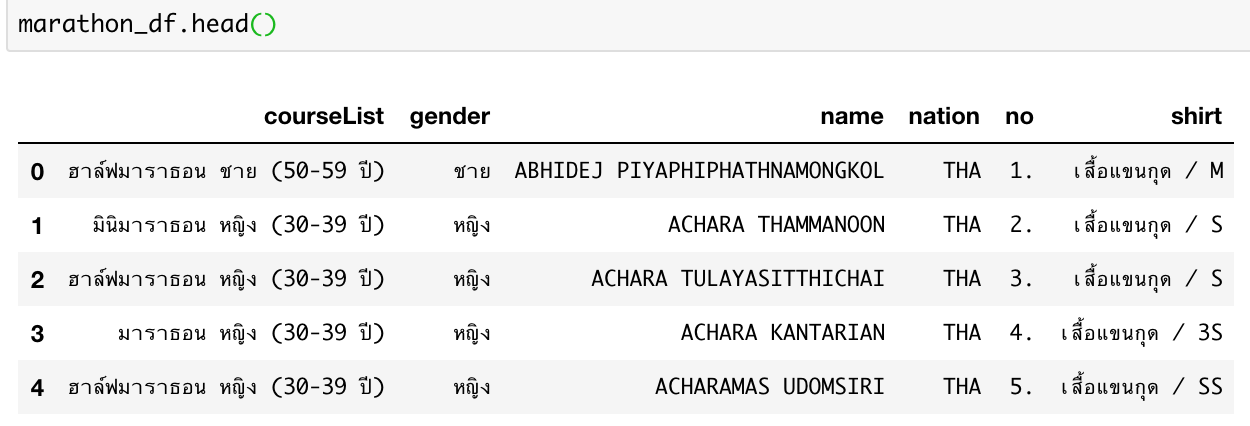 marathon_df.head()
courseList gender name nation no shirt
0 ฮาล์ฟมาราธอน ชาย (50-59 ปี) ชาย ABHIDEJ PIYAPHIPHATHNAMONGKOL THA 1. เสื้อแขนกุด / M
1 มินิมาราธอน หญิง (30-39 ปี) หญิง ACHARA THAMMANOON THA 2. เสื้อแขนกุด / S
2 ฮาล์ฟมาราธอน หญิง (30-39 ปี) หญิง ACHARA TULAYASITTHICHAI THA 3. เสื้อแขนกุด / S
3 มาราธอน หญิง (30-39 ปี) หญิง ACHARA KANTARIAN THA 4. เสื้อแขนกุด / 3S
4 ฮาล์ฟมาราธอน หญิง (30-39 ปี) หญิง ACHARAMAS UDOMSIRI THA 5. เสื้อแขนกุด / SS